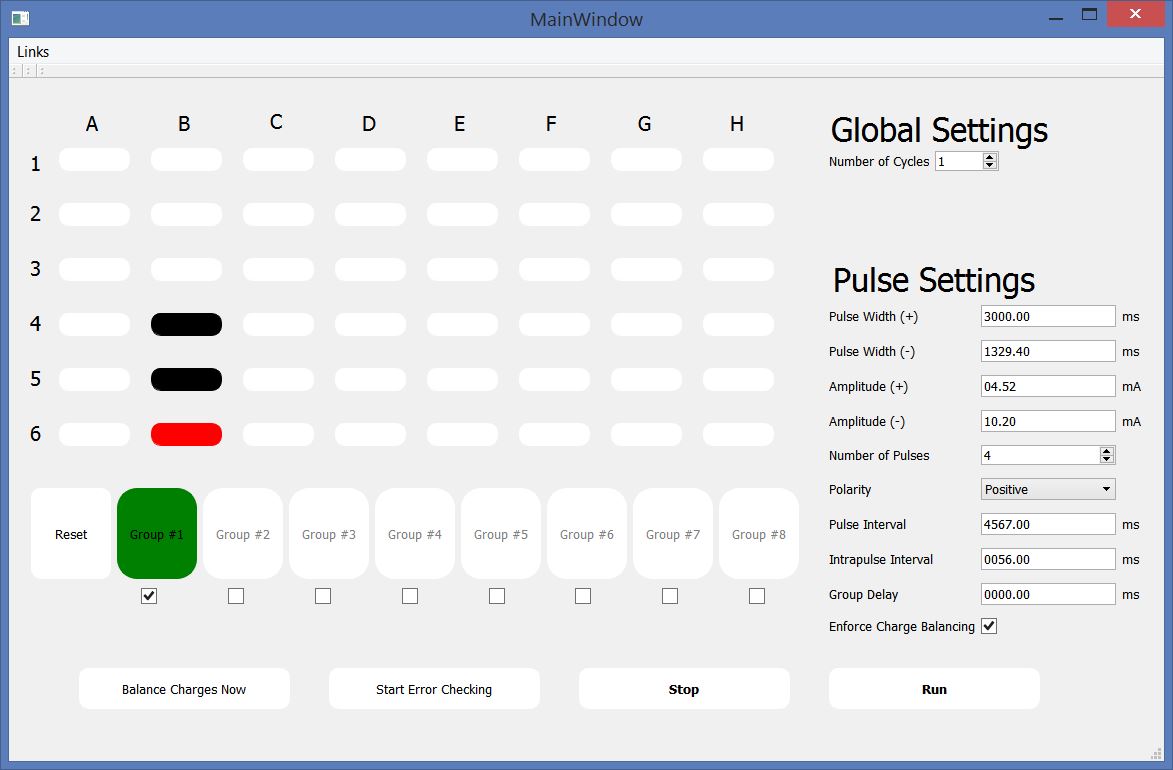 MainWindow
Links
A B C D E F G H
1
2
3
4
5
6
Global Settings
Number of Cycles 1
Pulse Settings
Pulse Width (+) 3000.00 ms
Pulse Width (-) 1329.40 ms
Amplitude (+) 04.52 mA
Amplitude (-) 10.20 mA
Number of Pulses 4
Polarity Positive
Pulse Interval 4567.00 ms
Intrapulse Interval 0056.00 ms
Group Delay 0000.00 ms
Enforce Charge Balancing
Reset Group #1 Group #2 Group #3 Group #4 Group #5 Group #6 Group #7 Group #8
Balance Charges Now Start Error Checking Stop Run